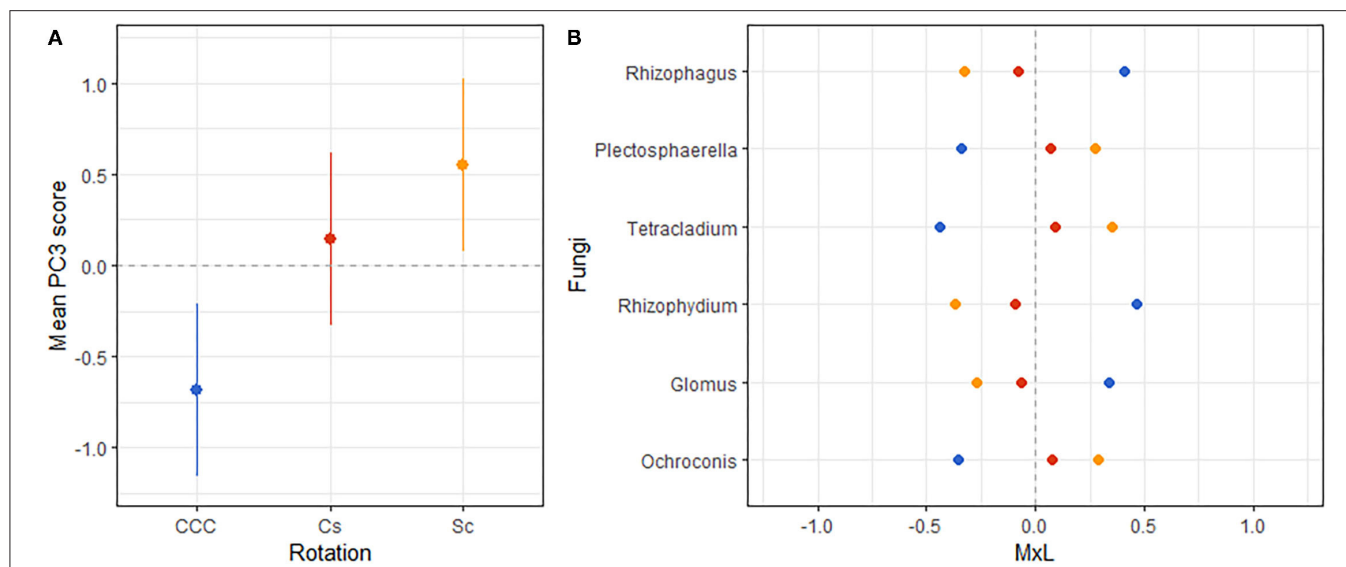 A
Mean PC3 score
1.0
0.5
0.0
-0.5
-1.0
CCC Cs Sc
Rotation
B
Fungi
Rhizophagus
Plectosphaerella
Tetracladium
Rhizophydium
Glomus
Ochroconis
-1.0 -0.5 0.0 0.5 1.0
MxL